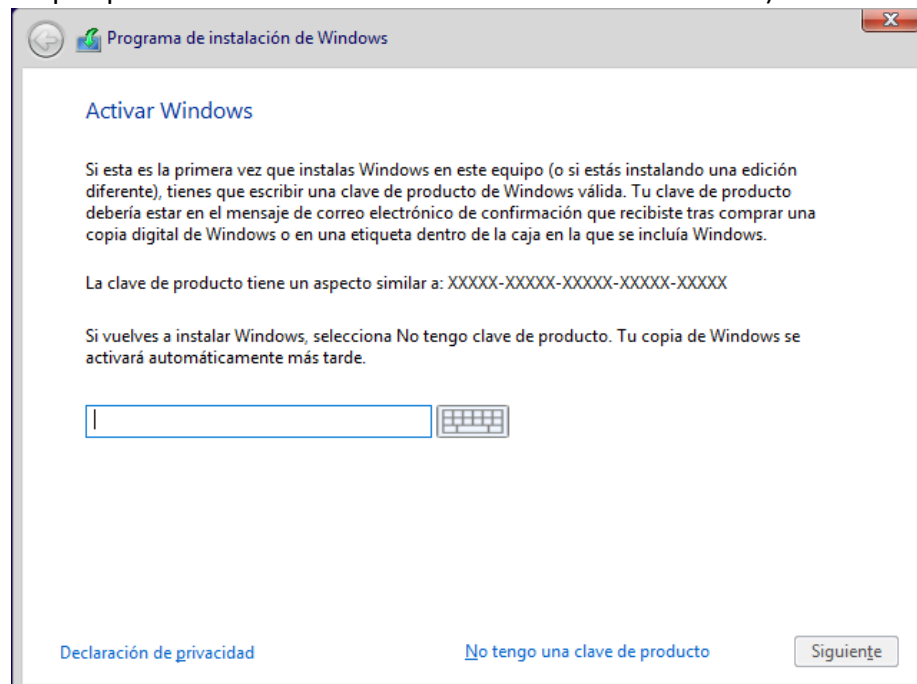 Programa de instalación de Windows
Activar Windows
Si esta es la primera vez que instalas Windows en este equipo (o si estás instalando una edición
diferente), tienes que escribir una clave de producto de Windows válida. Tu clave de producto
debería estar en el mensaje de correo electrónico de confirmación que recibiste tras comprar una
copia digital de Windows o en una etiqueta dentro de la caja en la que se incluía Windows.
La clave de producto tiene un aspecto similar a: XXXXX-XXXXX-XXXXX-XXXXX-XXXXX
Si vuelves a instalar Windows, selecciona No tengo clave de producto. Tu copia de Windows se
activará automáticamente más tarde.
Declaración de privacidad No tengo una clave de producto Siguiente